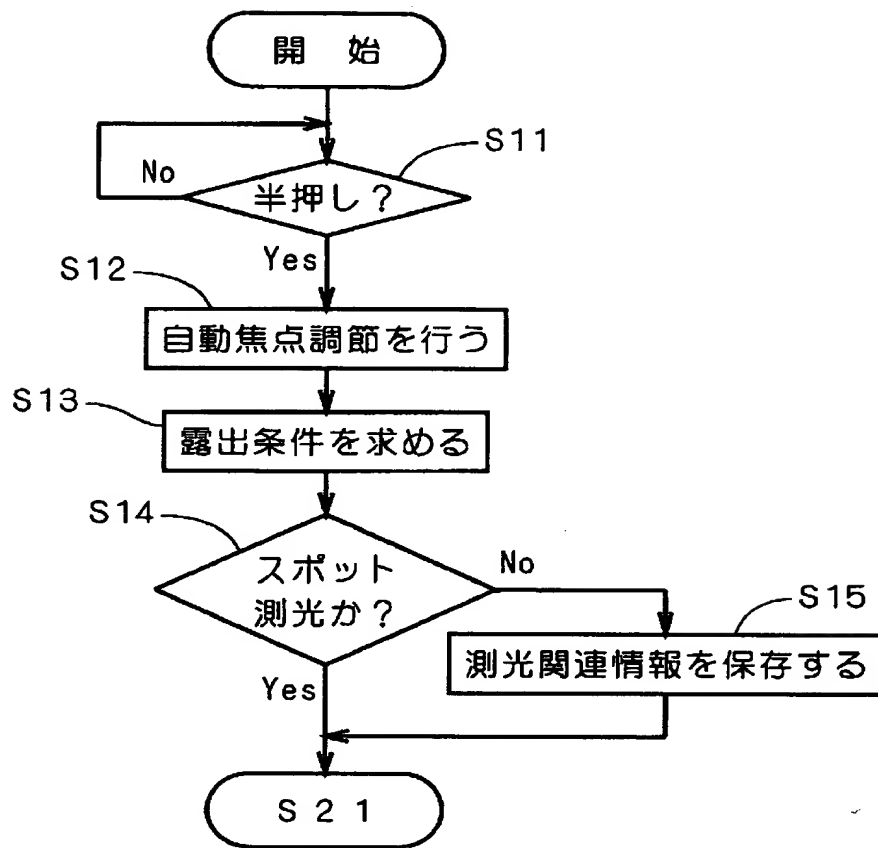 開 始
S11
No
半押し?
Yes
S12
自動焦点調節を行う
S13
露出条件を求める
S14
スポット
測光か?
No
S15
測光関連情報を保存する
Yes
S21